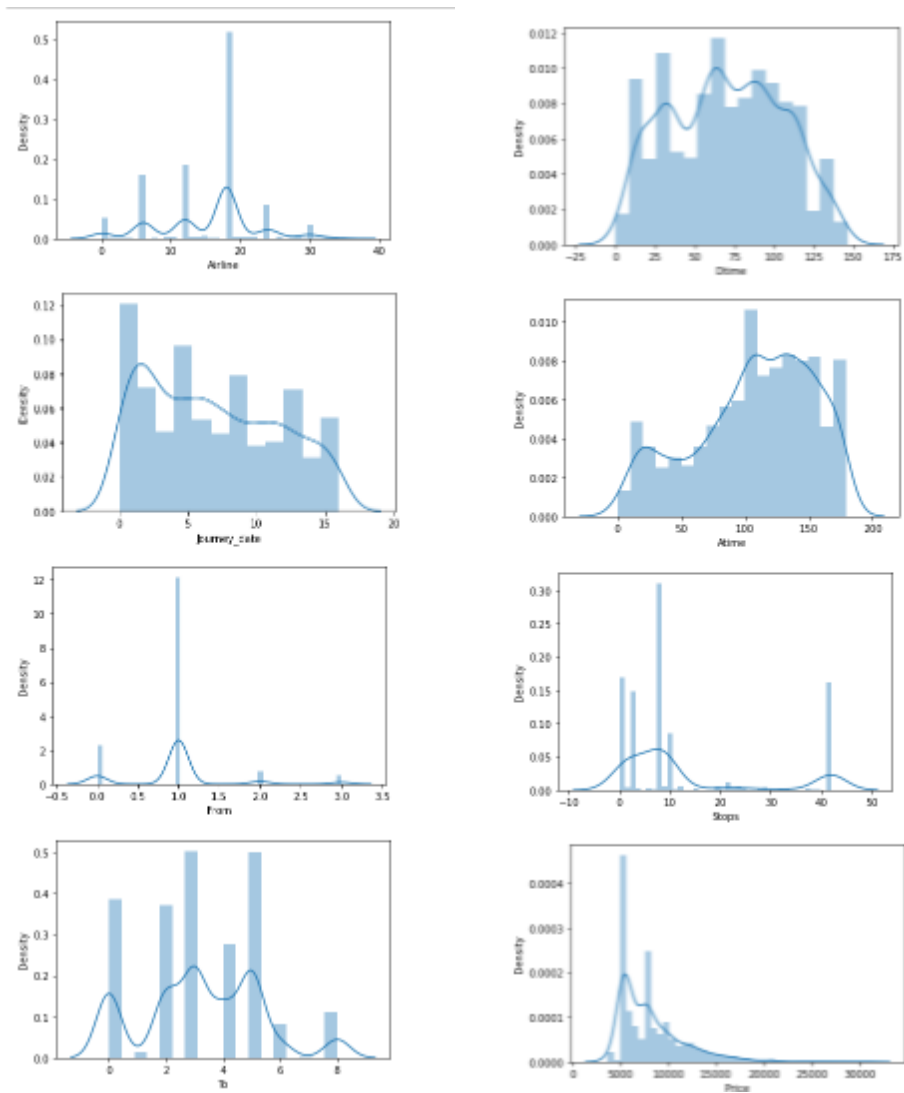 0.5
0.4
0.3
0.2
0.1
0.0
Density
0 10 20 30 40
Airline
0.012
0.010
0.008
0.006
0.004
0.002
0.000
Density
−25 0 25 50 75 100 125 150 175
Dtime
0.12
0.10
0.08
0.06
0.04
0.02
0.00
Density
0 5 10 15 20
Journey_date
0.010
0.008
0.006
0.004
0.002
0.000
Density
0 50 100 150 200
Atime
12
10
8
6
4
2
0
Density
−0.5 0.0 0.5 1.0 1.5 2.0 2.5 3.0 3.5
From
0.30
0.25
0.20
0.15
0.10
0.05
0.00
Density
−10 0 10 20 30 40 50
Stops
0.5
0.4
0.3
0.2
0.1
0.0
Density
0 2 4 6 8
To
0.0004
0.0003
0.0002
0.0001
0.0000
Density
0 5000 10000 15000 20000 25000 30000
Price